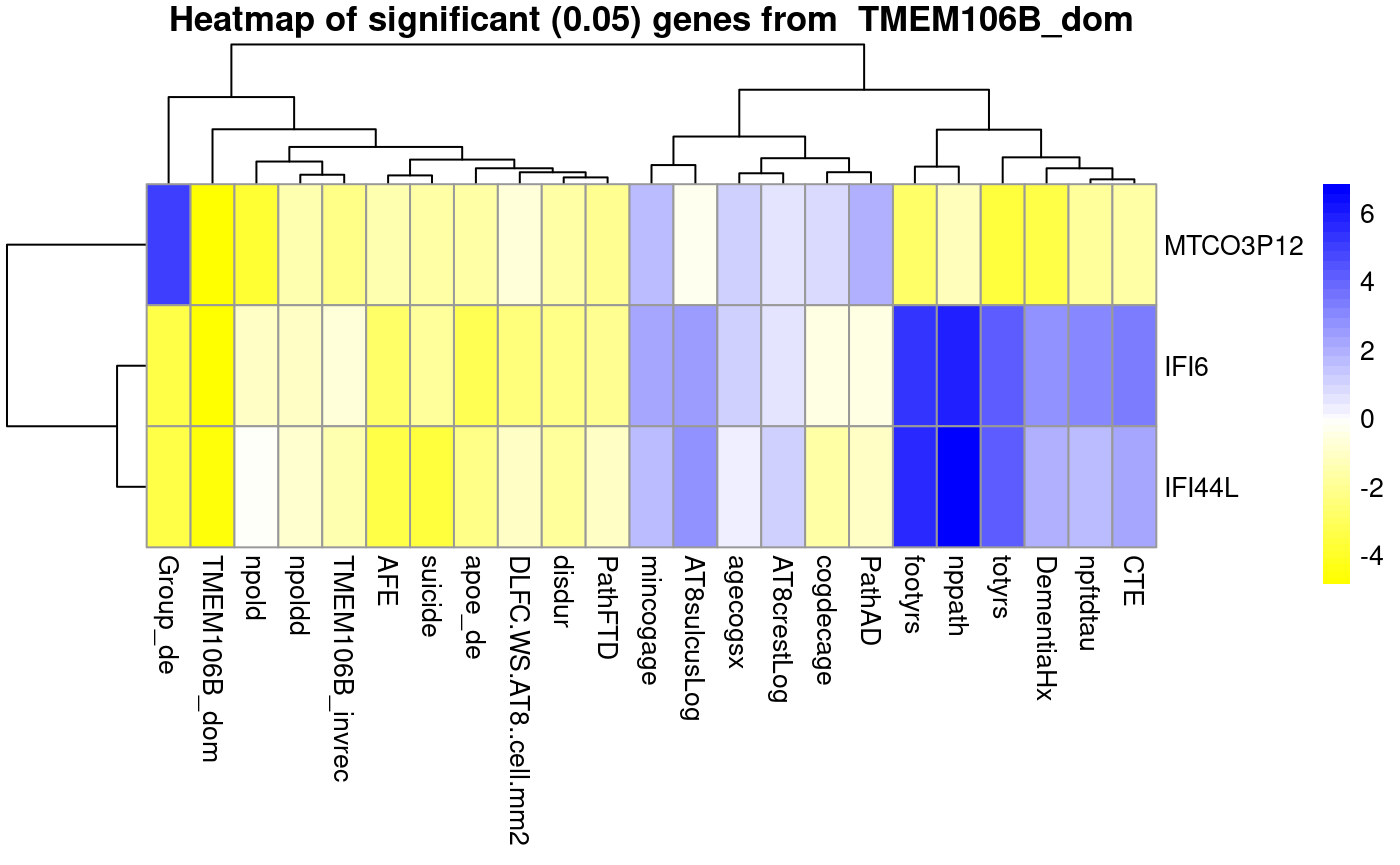 Heatmap of significant (0.05) genes from  TMEM106B_dom
MTCO3P12
IFI6
IFI44L
6
4
2
0
-2
-4
Group_de
TMEM106B_dom
npold
npoldd
TMEM106B_invrec
AFE
suicide
apoe_de
DLFC.WS.AT8..cell.mm2
disdur
PathFTD
mincogage
AT8sulcusLog
agecogsx
AT8crestLog
cogdecage
PathAD
footyrs
nppath
totyrs
DementiaHx
npftdtau
CTE